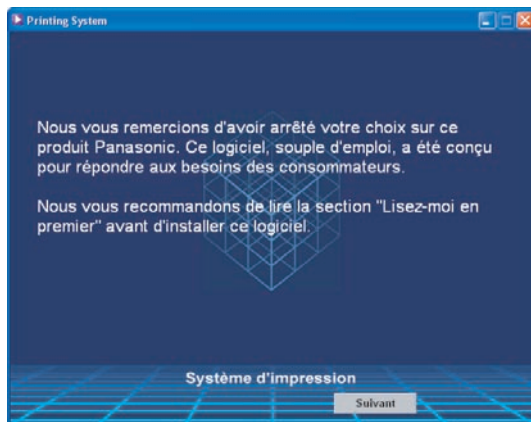 Printing System
Nous vous remercions d'avoir arrêté votre choix sur ce
produit Panasonic. Ce logiciel, souple d'emploi, a été conçu
pour répondre aux besoins des consommateurs.
Nous vous recommandons de lire la section "Lisez-moi en
premier" avant d'installer ce logiciel.
Système d'impression
Suivant